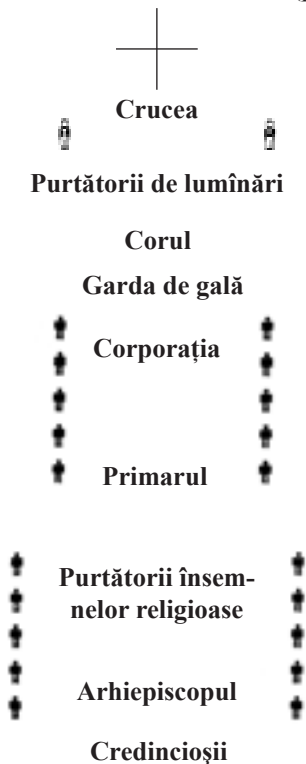 Crucea
Purtătorii de lumînări
Corul
Garda de gală
Corporația
Primarul
Purtătorii însem-
nelor religioase
Arhiepiscopul
Credincioșii